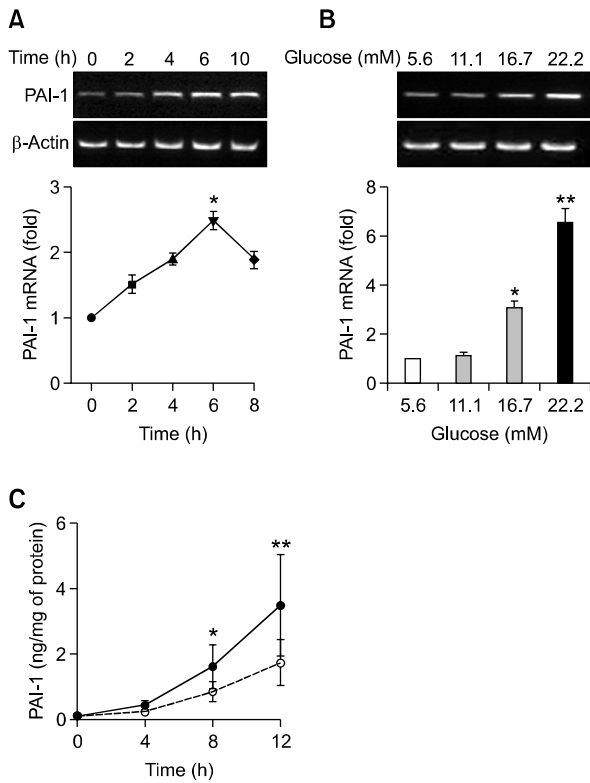 A
Time (h) 0 2 4 6 10
PAI-1
β-Actin
3
2
1
0
PAI-1 mRNA (fold)
*
0 2 4 6 8
Time (h)
B
Glucose (mM) 5.6 11.1 16.7 22.2
8
6
4
2
0
PAI-1 mRNA (fold)
*
**
5.6 11.1 16.7 22.2
Glucose (mM)
C
6
4
2
0
PAI-1 (ng/mg of protein)
*
**
0 4 8 12
Time (h)